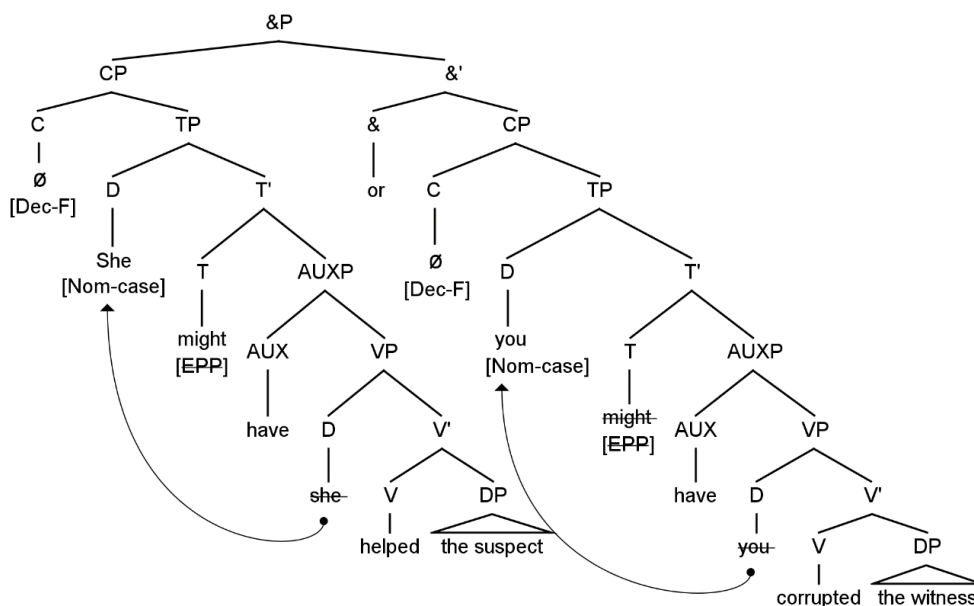 &P
CP &'
C TP & CP
Ø D T' or C TP
[Dec-F]
She T AUXP Ø D T'
[Nom-case] [Dec-F]
might AUX VP you T AUXP
[EPP] [Nom-case]
have D V' might AUX VP
[EPP]
she V DP have D V'
helped the suspect you V DP
corrupted the witness